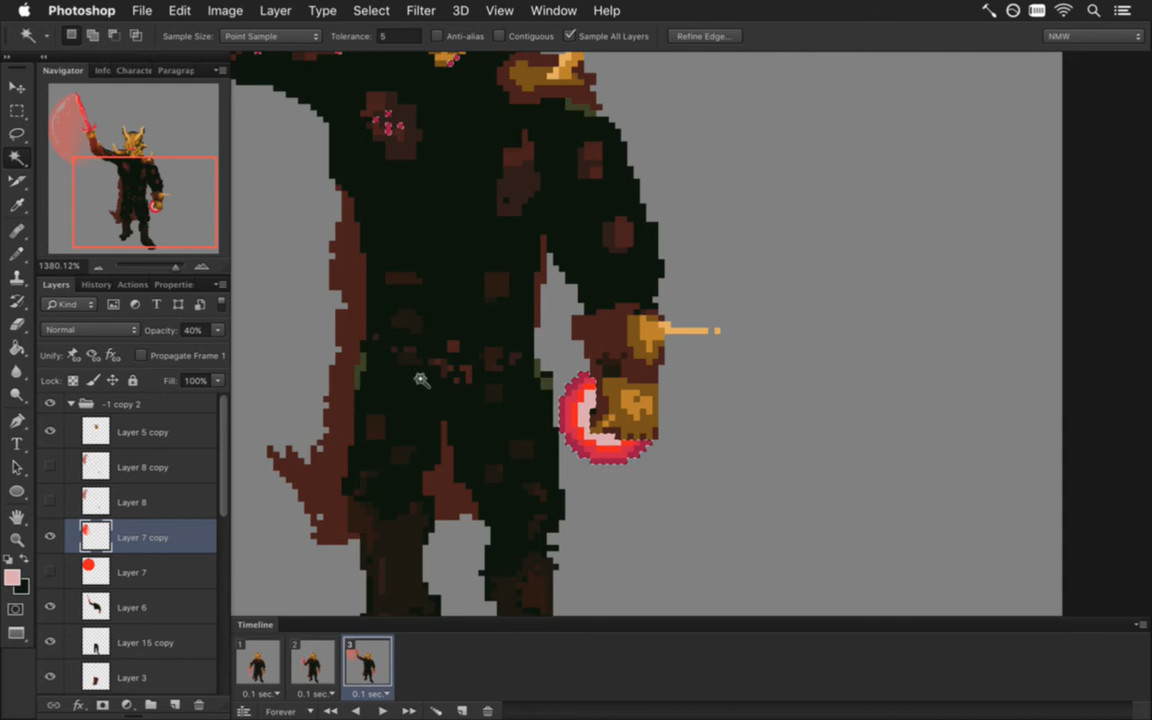 Photoshop File Edit Image Layer Type Select Filter 3D View Window Help
Sample Size: Point Sample Tolerance: 5 Anti-alias Contiguous Sample All Layers Refine Edge... NMW
Navigator Info Characte Paragrap
1380.12%
Layers History Actions Propertie
Kind
Normal Opacity: 40%
Unify: Propagate Frame 1
Lock: Fill: 100%
-1 copy 2
Layer 5 copy
Layer 8 copy
Layer 8
Layer 7 copy
Layer 7
Layer 6
Layer 15 copy
Layer 3
Timeline
1 2 3
0.1 sec. 0.1 sec. 0.1 sec.
Forever